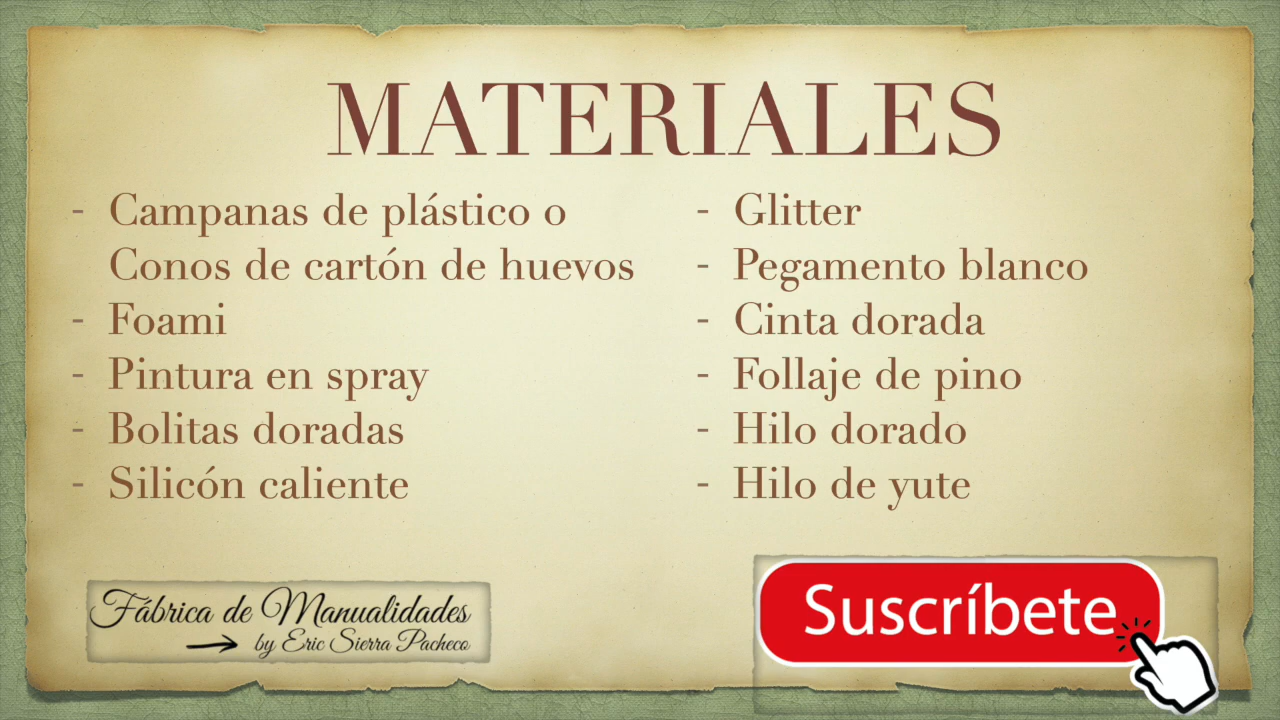 MATERIALES
- Campanas de plástico o
Conos de cartón de huevos
- Foami
- Pintura en spray
- Bolitas doradas
- Silicón caliente
- Glitter
- Pegamento blanco
- Cinta dorada
- Follaje de pino
- Hilo dorado
- Hilo de yute
Fábrica de Manualidades
by Eric Sierra Pacheco
Suscríbete